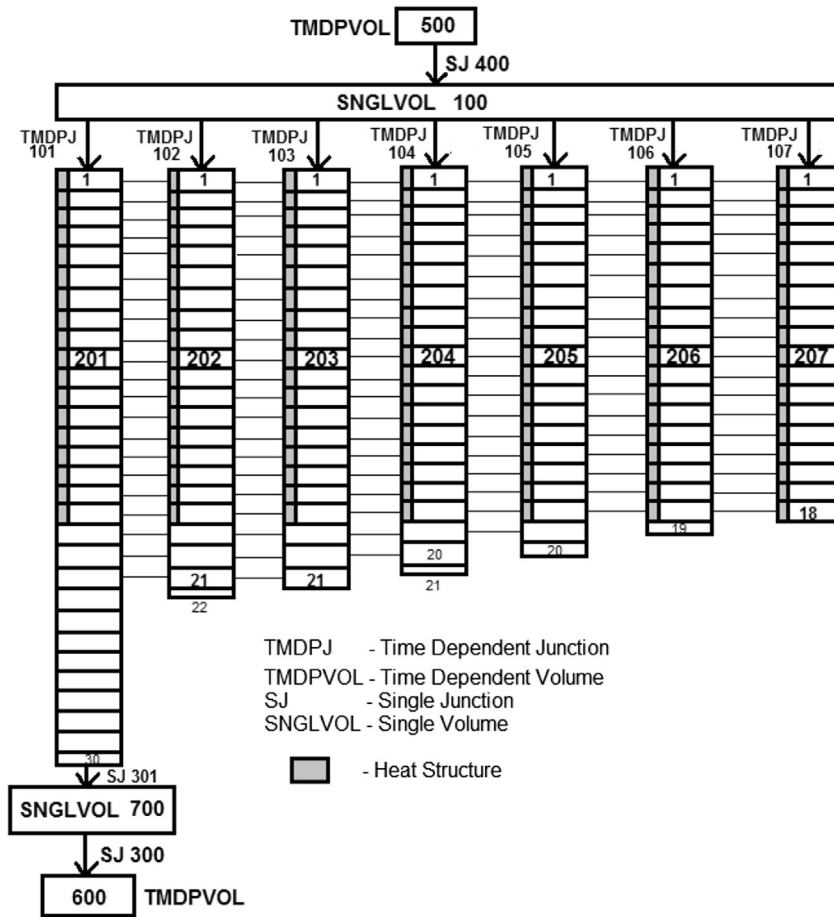 TMDPVOL 500
SJ 400
SNGLVOL 100
TMDPJ 101 TMDPJ 102 TMDPJ 103 TMDPJ 104 TMDPJ 105 TMDPJ 106 TMDPJ 107
1 1 1 1 1 1 1
201 202 203 204 205 206 207
18
19
20 20
21 21 21
22
TMDPJ - Time Dependent Junction
TMDPVOL - Time Dependent Volume
SJ - Single Junction
SNGLVOL - Single Volume
- Heat Structure
30
SJ 301
SNGLVOL 700
SJ 300
600 TMDPVOL